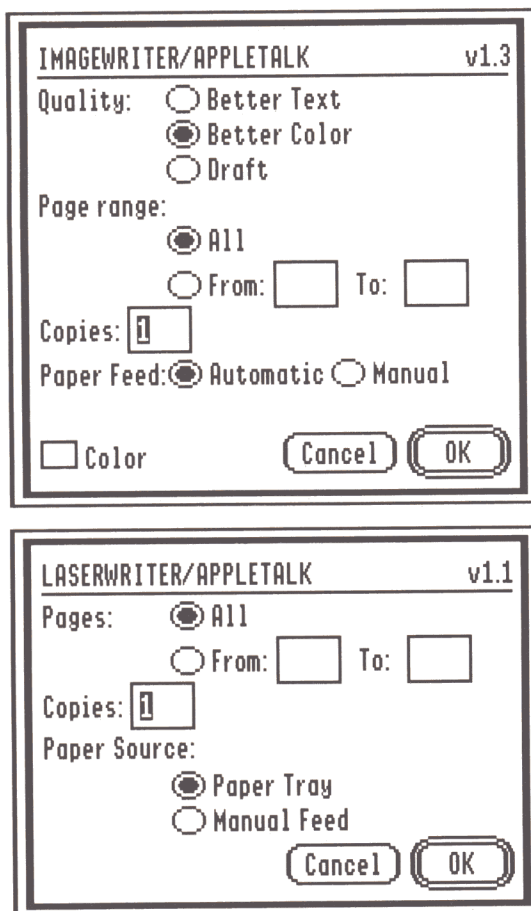 IMAGEWRITER/APPLETALK v1.3
Quality: Better Text
Better Color
Draft
Page range:
All
From: To:
Copies: 1
Paper Feed: Automatic Manual
Color Cancel OK
LASERWRITER/APPLETALK v1.1
Pages: All
From: To:
Copies: 1
Paper Source:
Paper Tray
Manual Feed
Cancel OK